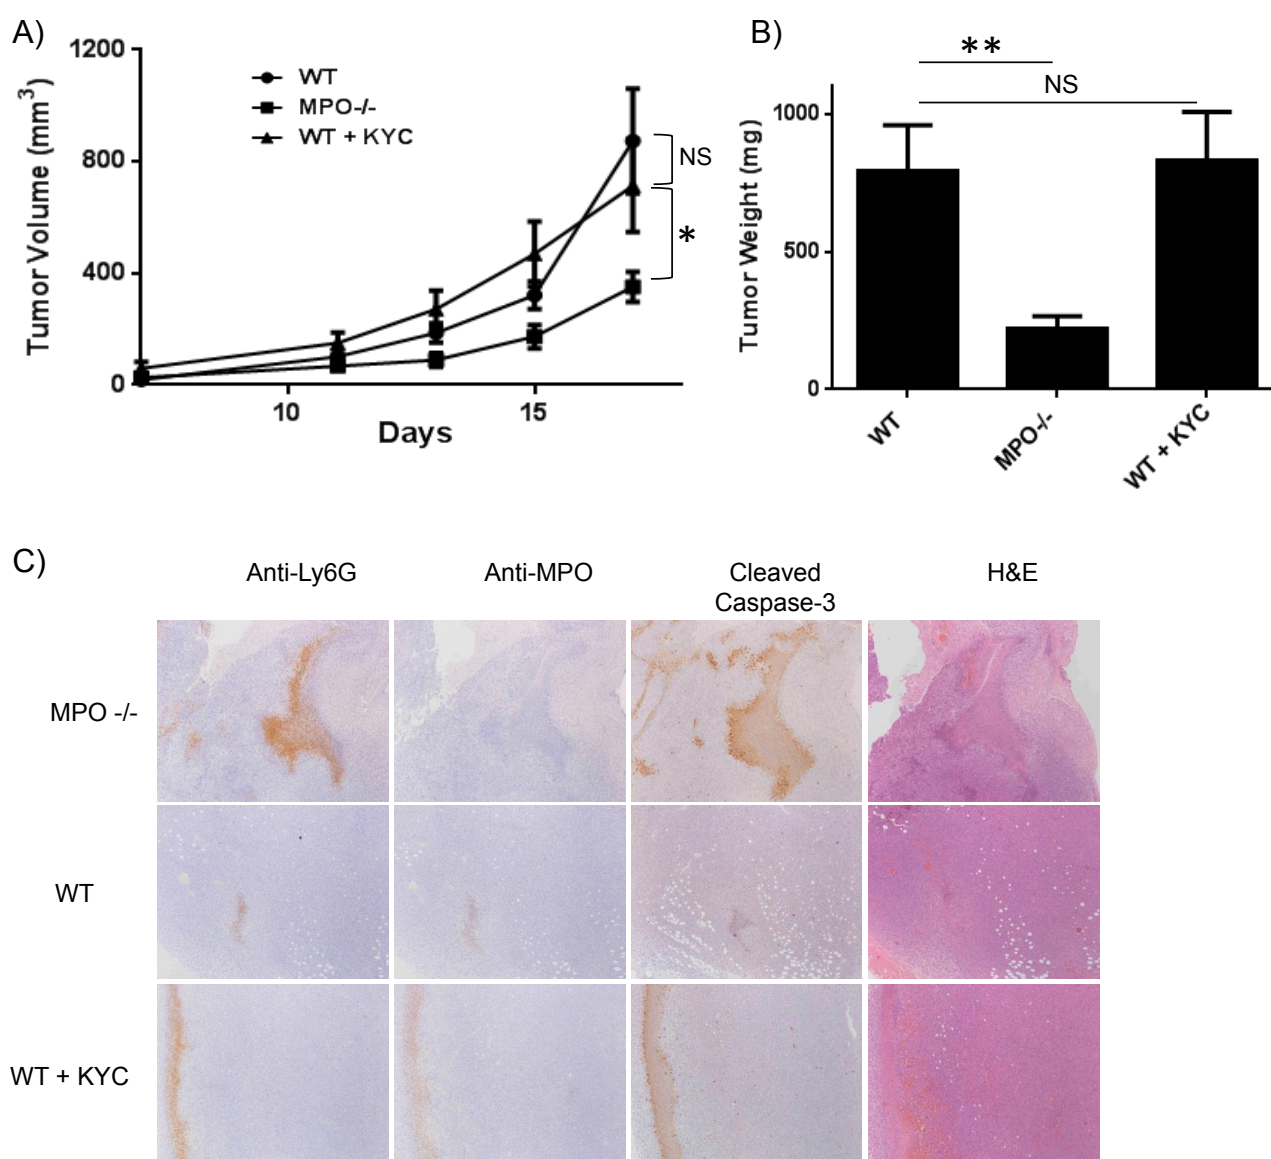 A)
Tumor Volume (mm3)
1200
800
400
0
10
15
Days
WT
MPO-/-
WT + KYC
NS
*
B)
**
NS
Tumor Weight (mg)
1000
500
0
WT
MPO-/-
WT + KYC
C)
Anti-Ly6G
Anti-MPO
Cleaved
Caspase-3
H&E
MPO -/-
WT
WT + KYC